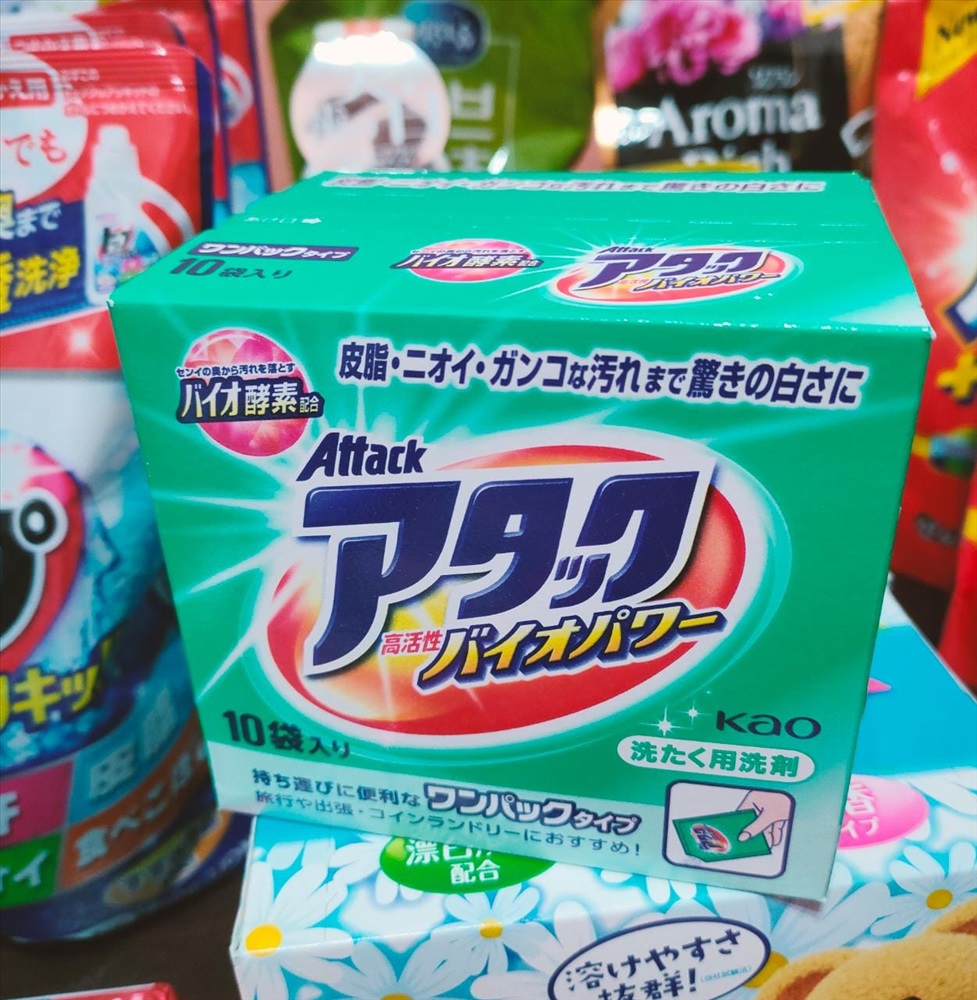 でも
洗浄
Aroma
ワンパックタイプ
10袋入り
バイオ酵素配合
Attack
アタック
バイオパワー
センイの奥から汚れを落とす
バイオ酵素配合
皮脂・ニオイ・ガンコな汚れまで驚きの白さに
Attack
アタック
高活性
バイオパワー
10袋入り
Kao
洗たく用洗剤
持ち運びに便利なワンパックタイプ
旅行や出張・コインランドリーにおすすめ!
配合
溶けやすさ
抜群!